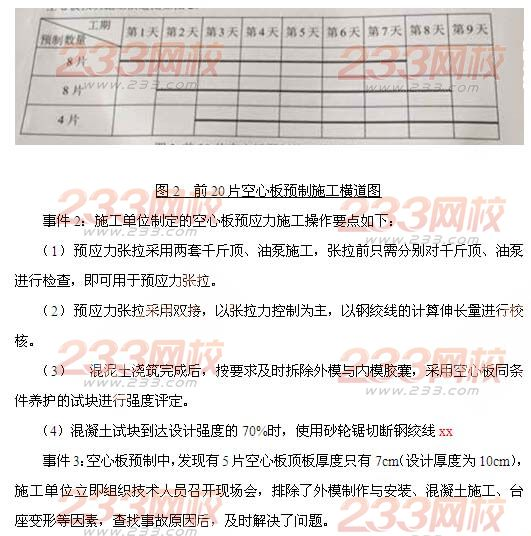 工期
预制数量
第1天 第2天 第3天 第4天 第5天 第6天 第7天 第8天 第9天
8片
8片
4片
图 2 前 20 片空心板预制施工横道图
事件 2：施工单位制定的空心板预应力施工操作要点如下：
（1）预应力张拉采用两套千斤顶、油泵施工，张拉前只需分别对千斤顶、油泵
进行检查，即可用于预应力张拉。
（2）预应力张拉采用双接，以张拉力控制为主，以钢绞线的计算伸长量进行校
核。
（3） 混泥土浇筑完成后，按要求及时拆除外模与内模胶囊，采用空心板同条
件养护的试块进行强度评定。
（4）混凝土试块到达设计强度的 70%时，使用砂轮锯切断钢绞线 xx
事件 3：空心板预制中，发现有 5 片空心板顶板厚度只有 7cm（设计厚度为 10cm），
施工单位立即组织技术人员召开现场会，排除了外模制作与安装、混凝土施工、台
座变形等因素，查找事故原因后，及时解决了问题。
233网校
www.233.com